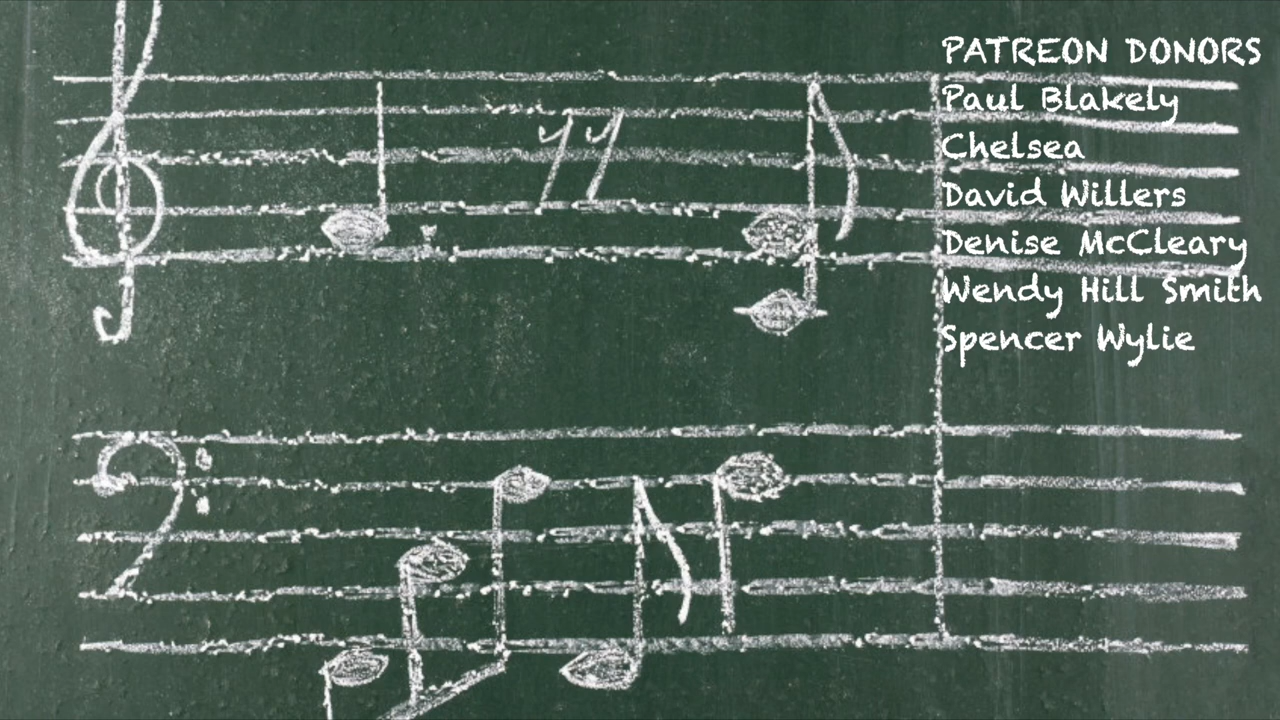 PATREON DONORS
Paul Blakely
Chelsea
David Willers
Denise McCleary
Wendy Hill Smith
Spencer Wylie